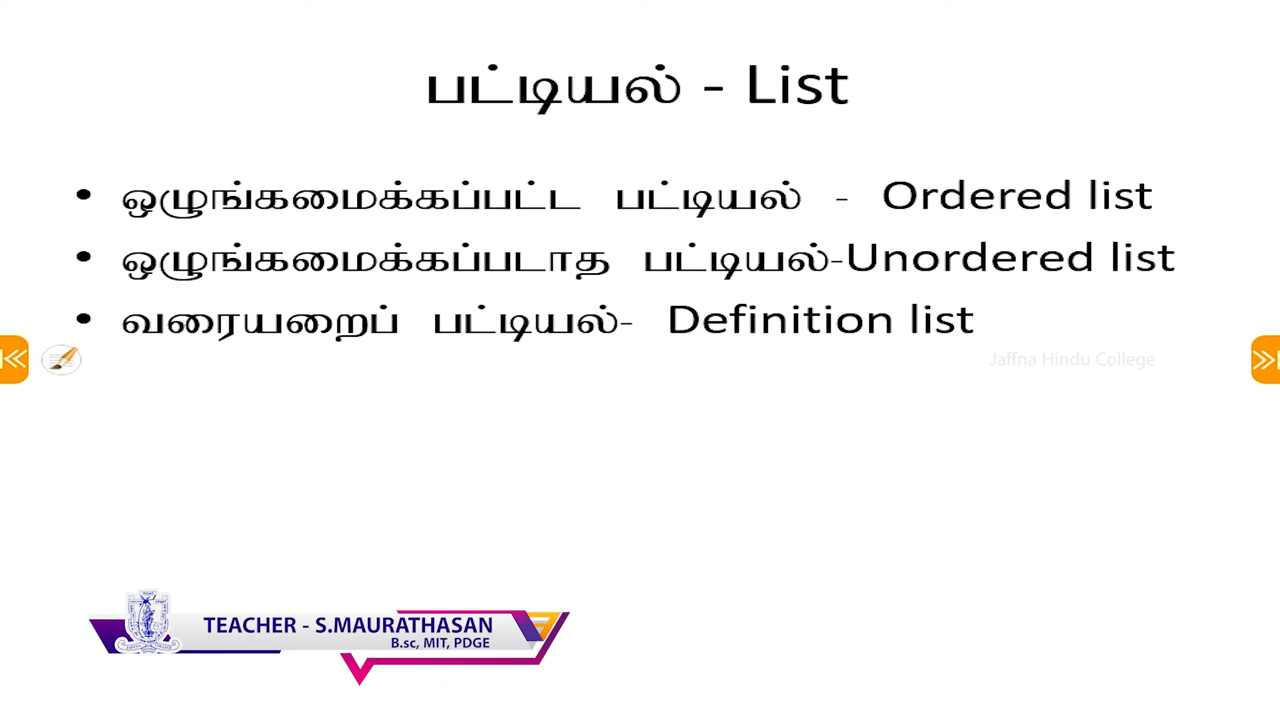 பட்டியல் - List
• ஒழுங்கமைக்கப்பட்ட பட்டியல் - Ordered list
• ஒழுங்கமைக்கப்படாத பட்டியல்-Unordered list
• வரையறைப் பட்டியல்- Definition list
Jaffna Hindu College
TEACHER - S.MAURATHASAN
B.sc, MIT, PDGE